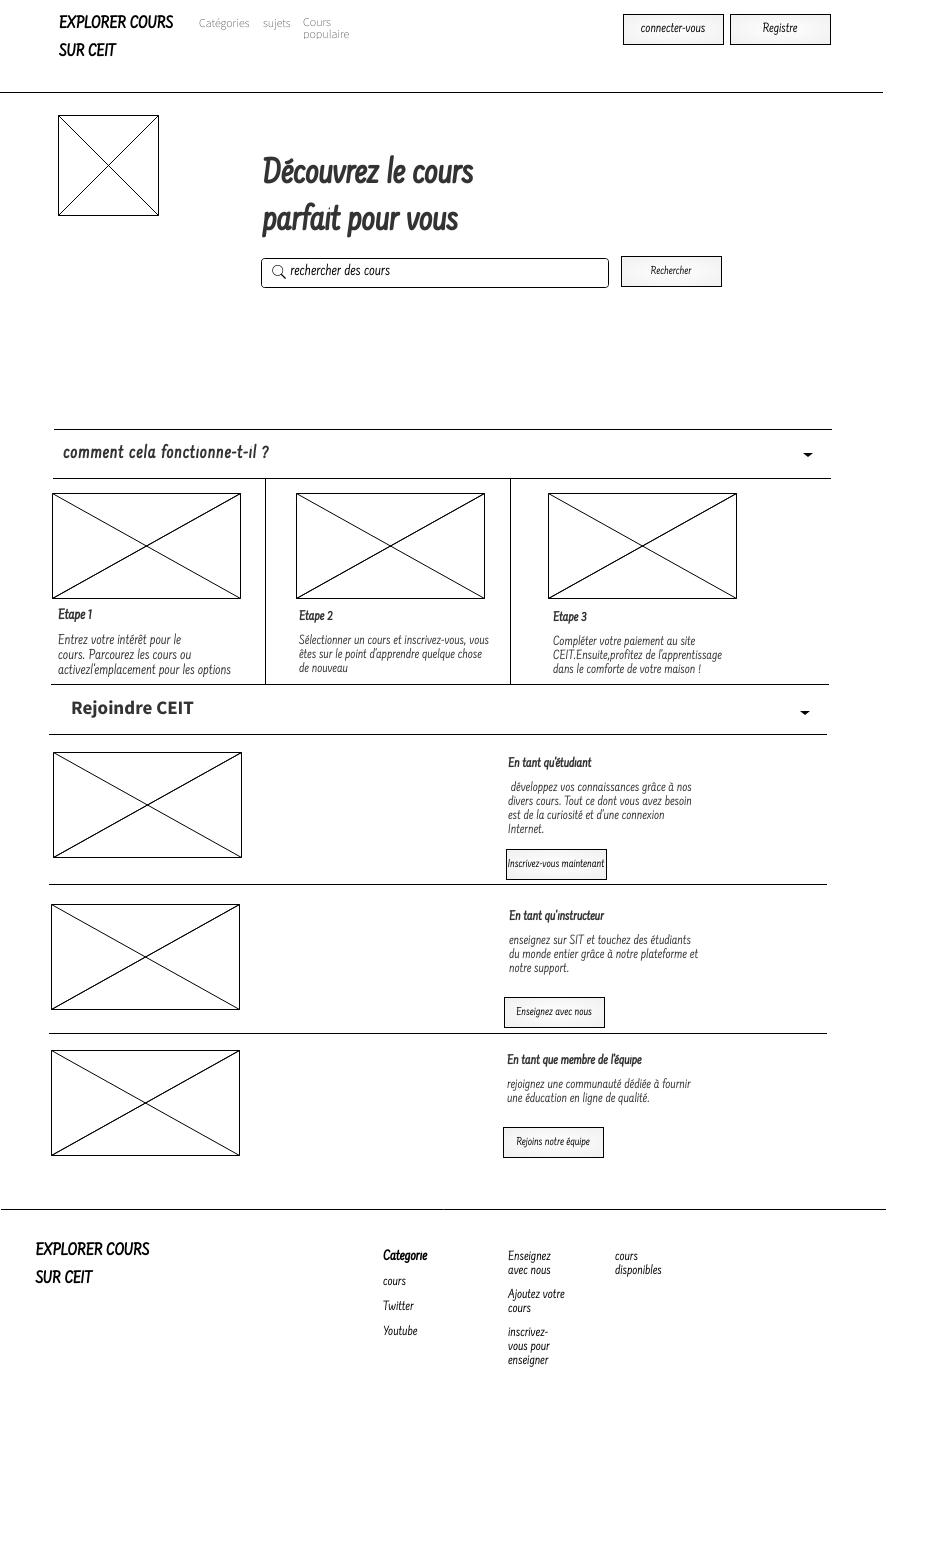 EXPLORER COURS
SUR CEIT
Catégories
sujets
Cours
populaire
connecter-vous
Registre
Découvrez le cours
parfait pour vous
rechercher des cours
Rechercher
comment cela fonctionne-t-il ?
Etape 1
Entrez votre intérêt pour le
cours. Parcourez les cours ou
activezl'emplacement pour les options
Etape 2
Sélectionner un cours et inscrivez-vous, vous
êtes sur le point d'apprendre quelque chose
de nouveau
Etape 3
Compléter votre paiement au site
CEIT.Ensuite,profitez de l'apprentissage
dans le comforte de votre maison !
Rejoindre CEIT
En tant qu'étudiant
développez vos connaissances grâce à nos
divers cours. Tout ce dont vous avez besoin
est de la curiosité et d'une connexion
Internet.
Inscrivez-vous maintenant
En tant qu'instructeur
enseignez sur SIT et touchez des étudiants
du monde entier grâce à notre plateforme et
notre support.
Enseignez avec nous
En tant que membre de l'équipe
rejoignez une communauté dédiée à fournir
une éducation en ligne de qualité.
Rejoins notre équipe
EXPLORER COURS
SUR CEIT
Categorie
cours
Twitter
Youtube
Enseignez
avec nous
Ajoutez votre
cours
inscrivez-
vous pour
enseigner
cours
disponibles